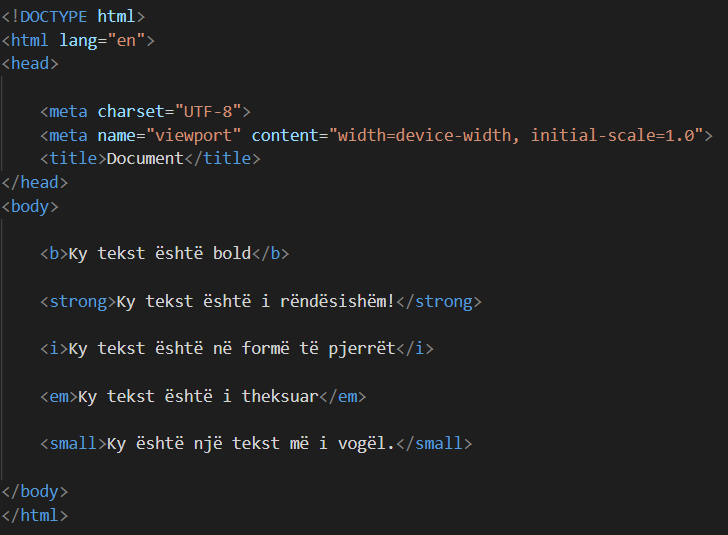 <!DOCTYPE html>
<html lang="en">
<head>
<meta charset="UTF-8">
<meta name="viewport" content="width=device-width, initial-scale=1.0">
<title>Document</title>
</head>
<body>
<b>Ky tekst është bold</b>
<strong>Ky tekst është i rëndësishëm!</strong>
<i>Ky tekst është në formë të pjerrët</i>
<em>Ky tekst është i theksuar</em>
<small>Ky është një tekst më i vogël.</small>
</body>
</html>